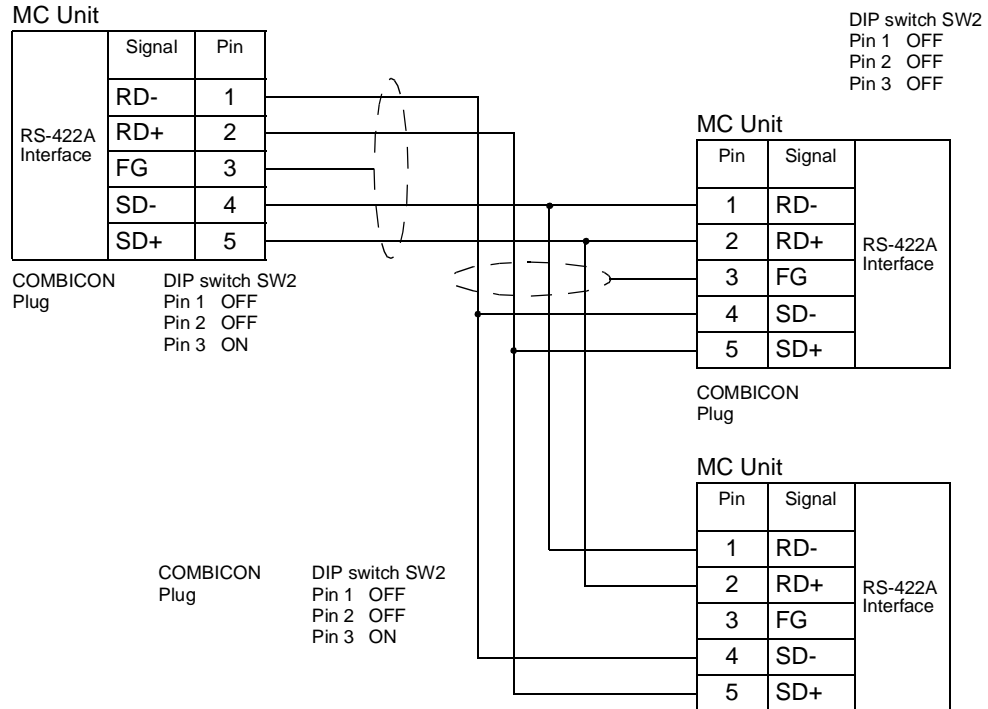 MC Unit
Signal Pin
RS-422A
Interface
RD- 1
RD+ 2
FG 3
SD- 4
SD+ 5
COMBICON
Plug
DIP switch SW2
Pin 1 OFF
Pin 2 OFF
Pin 3 ON
DIP switch SW2
Pin 1 OFF
Pin 2 OFF
Pin 3 OFF
MC Unit
Pin Signal
1 RD-
2 RD+
3 FG
4 SD-
5 SD+
RS-422A
Interface
COMBICON
Plug
MC Unit
Pin Signal
1 RD-
2 RD+
3 FG
4 SD-
5 SD+
RS-422A
Interface
COMBICON
Plug
DIP switch SW2
Pin 1 OFF
Pin 2 OFF
Pin 3 ON